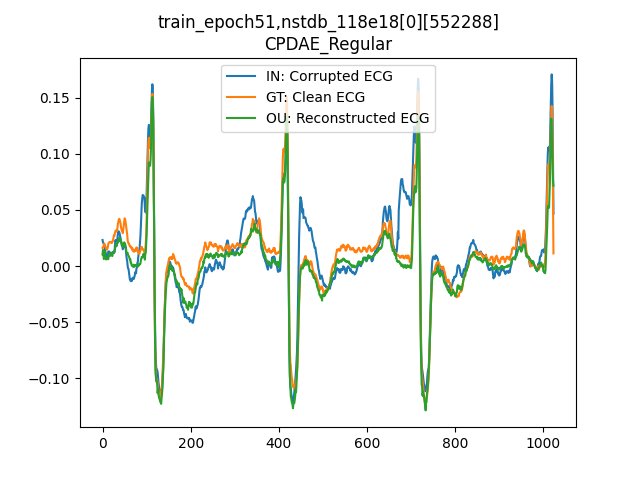 train_epoch51,nstdb_118e18[0][552288]
CPDAE_Regular
IN: Corrupted ECG
GT: Clean ECG
OU: Reconstructed ECG
0.15
0.10
0.05
0.00
−0.05
−0.10
0 200 400 600 800 1000